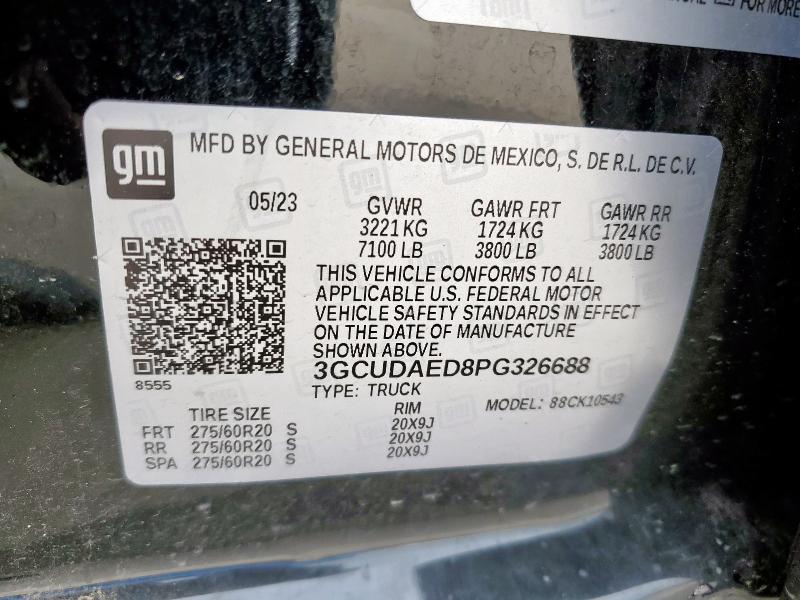 FOR MORE
gm
MFD BY GENERAL MOTORS DE MEXICO, S. DE R.L. DE C.V.
05/23 GVWR GAWR FRT GAWR RR
3221 KG 1724 KG 1724 KG
7100 LB 3800 LB 3800 LB
THIS VEHICLE CONFORMS TO ALL
APPLICABLE U.S. FEDERAL MOTOR
VEHICLE SAFETY STANDARDS IN EFFECT
ON THE DATE OF MANUFACTURE
SHOWN ABOVE.
3GCUDAED8PG326688
8555
TYPE: TRUCK
MODEL: 88CK10543
TIRE SIZE RIM
FRT 275/60R20 S 20X9J
RR 275/60R20 S 20X9J
SPA 275/60R20 S 20X9J